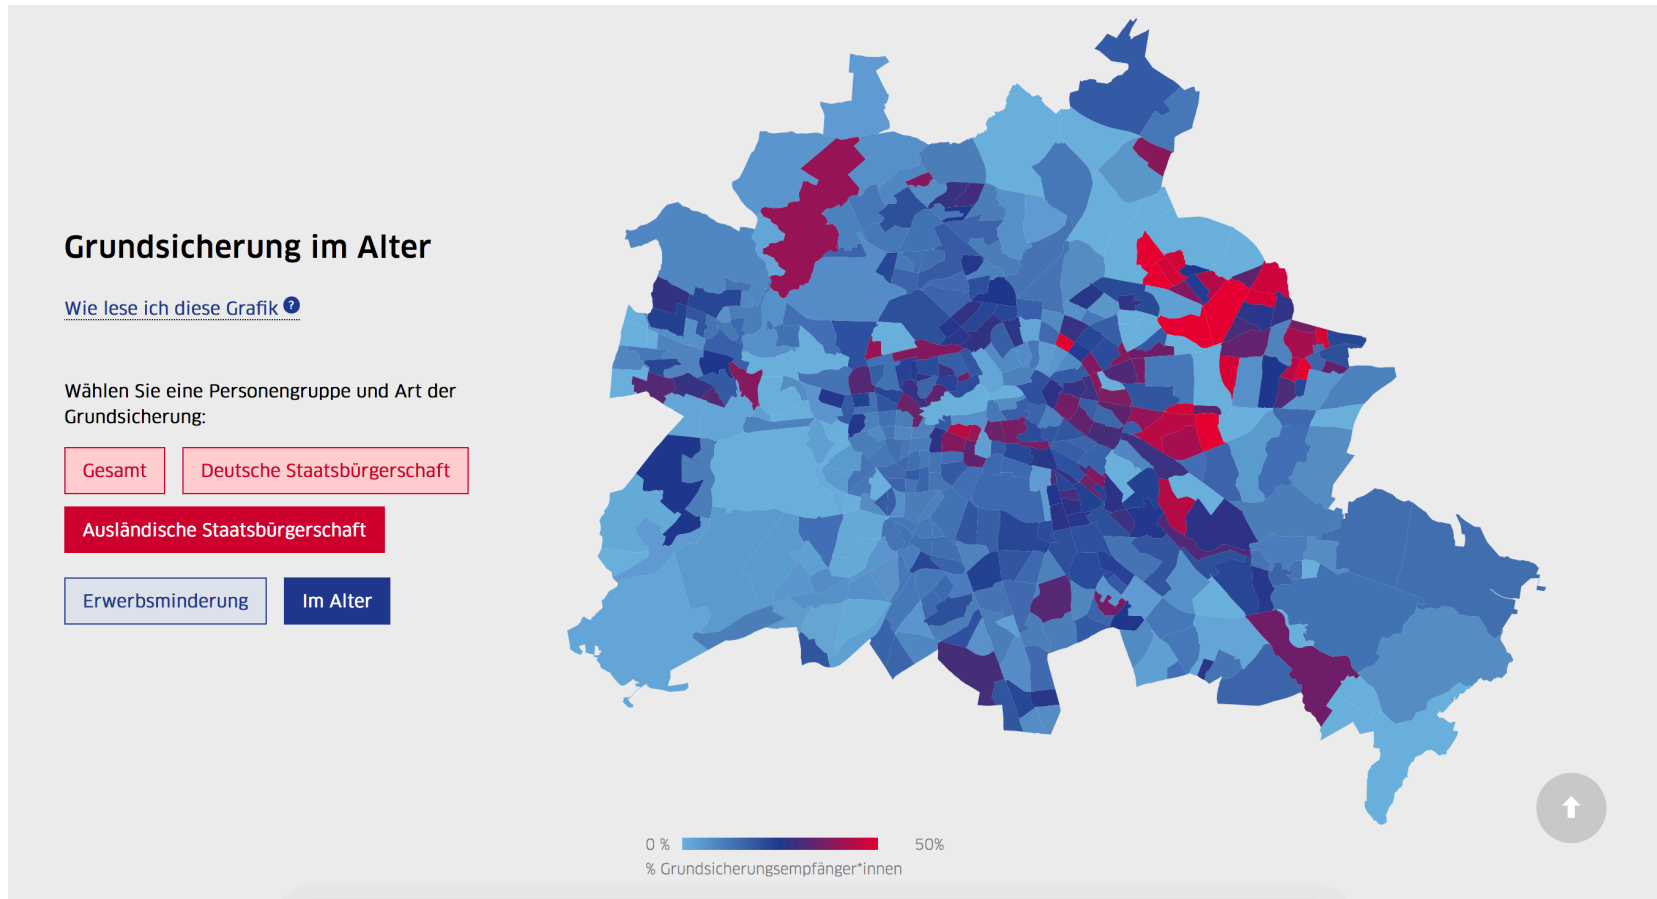 Grundsicherung im Alter
Wie lese ich diese Grafik ?
Wählen Sie eine Personengruppe und Art der
Grundsicherung:
Gesamt
Deutsche Staatsbürgerschaft
Ausländische Staatsbürgerschaft
Erwerbsminderung
Im Alter
0 %
50%
% Grundsicherungsempfänger*innen